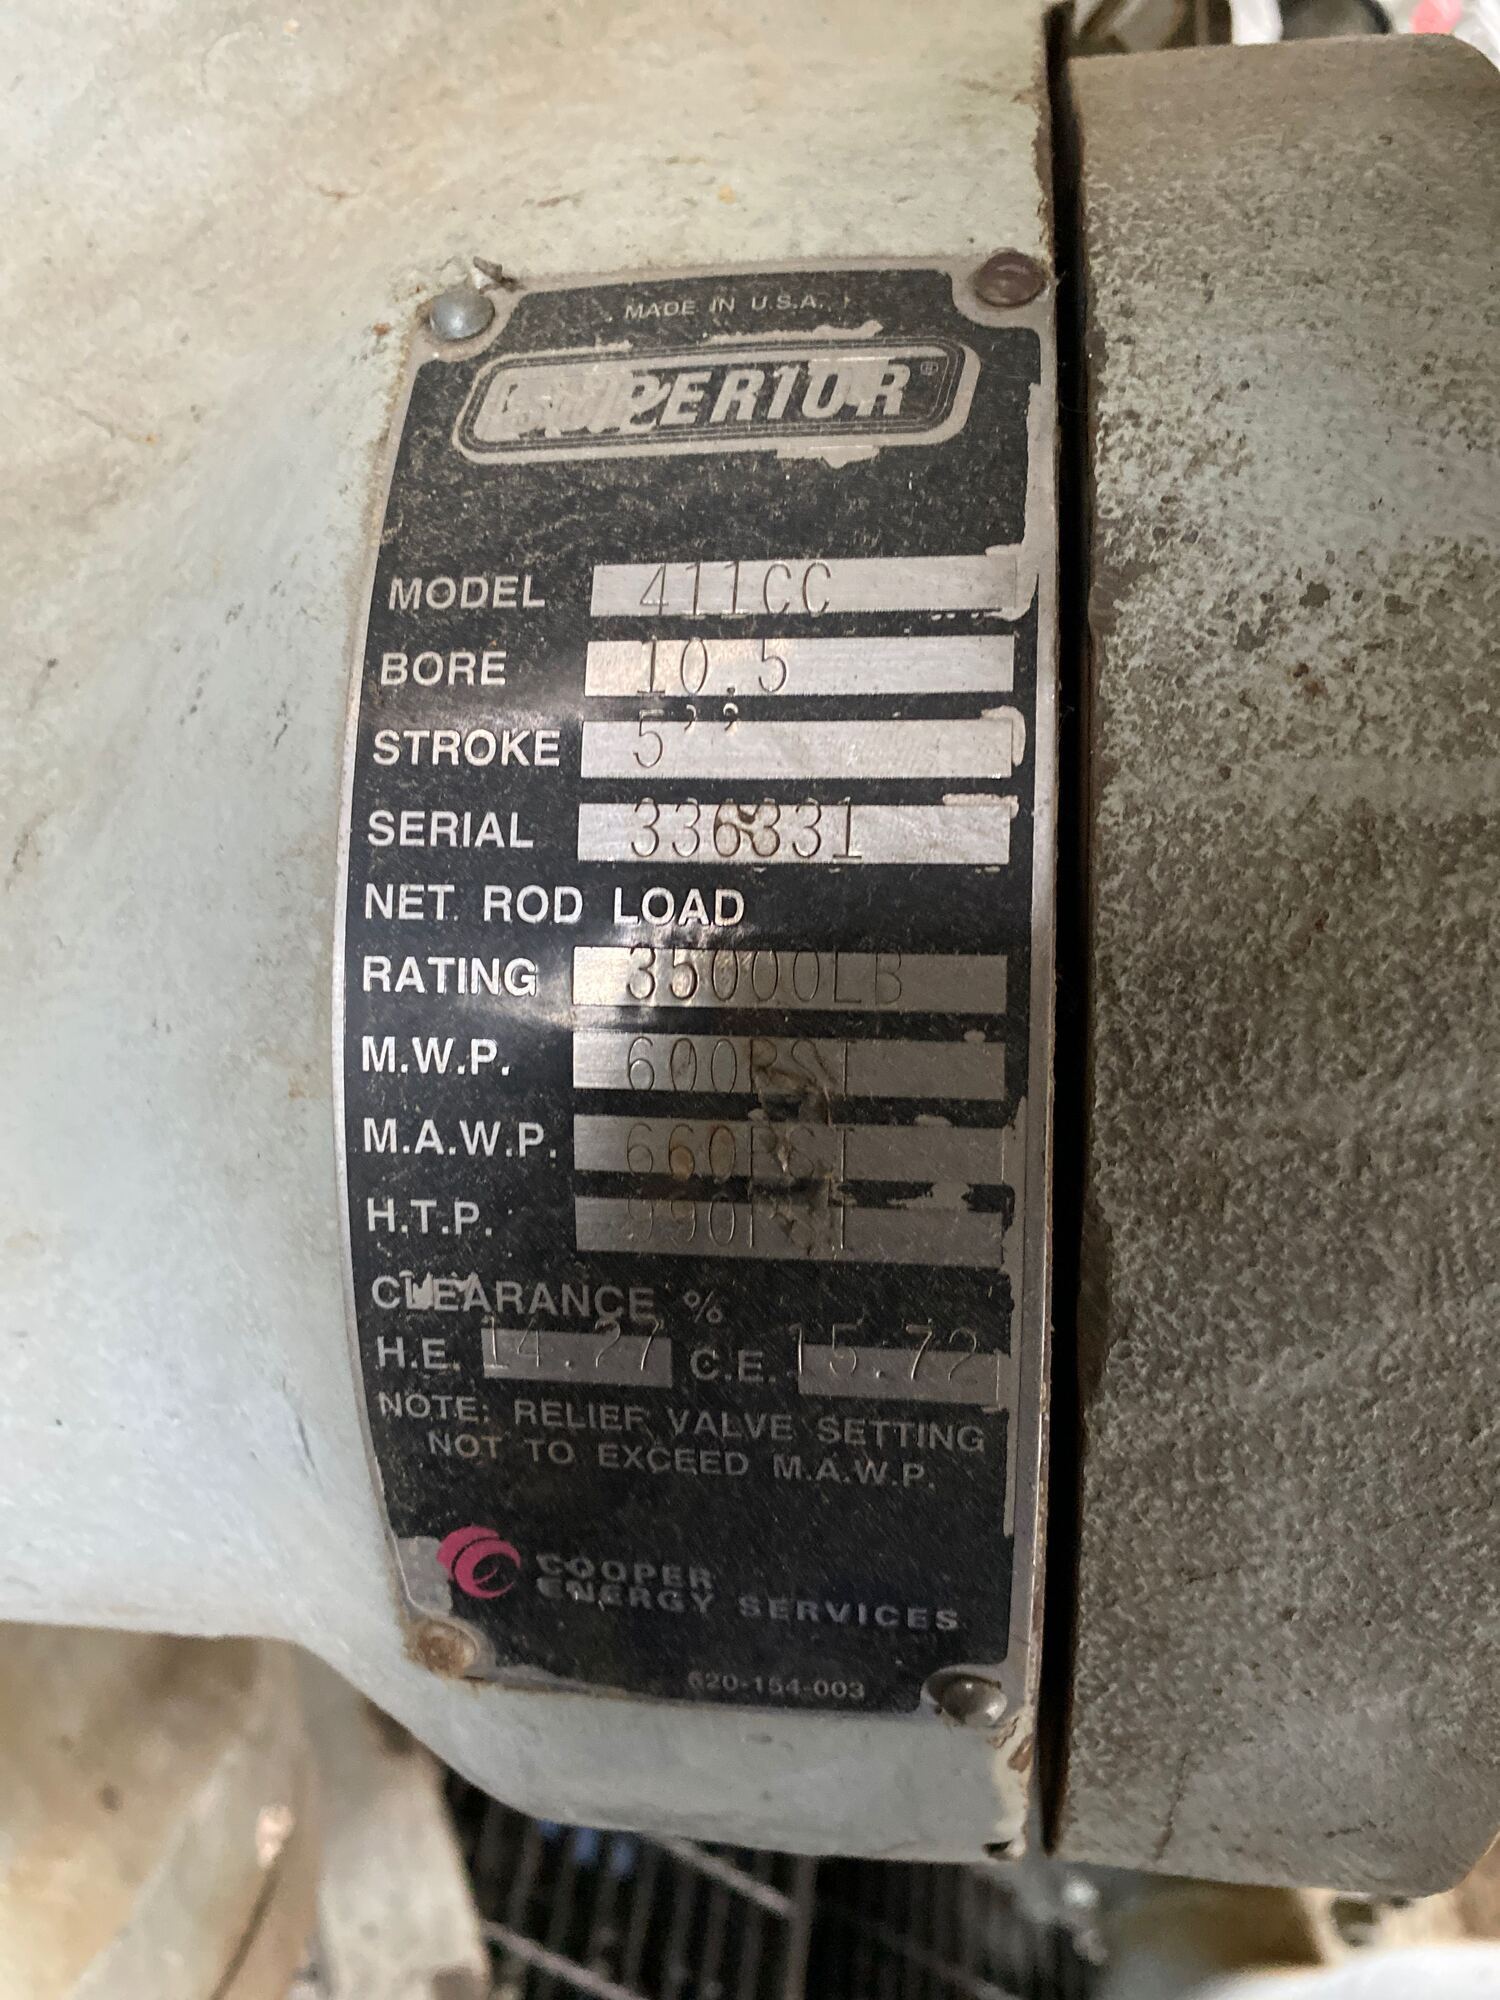 MADE IN U.S.A.
SUPERIOR®
MODEL 411CC
BORE 10.5
STROKE 5’’
SERIAL 336331
NET ROD LOAD
RATING 35000LB
M.W.P. 600PSI
M.A.W.P. 660PSI
H.T.P. 990PSI
CLEARANCE %
H.E. 14.27 C.E. 15.72
NOTE: RELIEF VALVE SETTING
NOT TO EXCEED M.A.W.P.
COOPER
ENERGY SERVICES
620-154-003